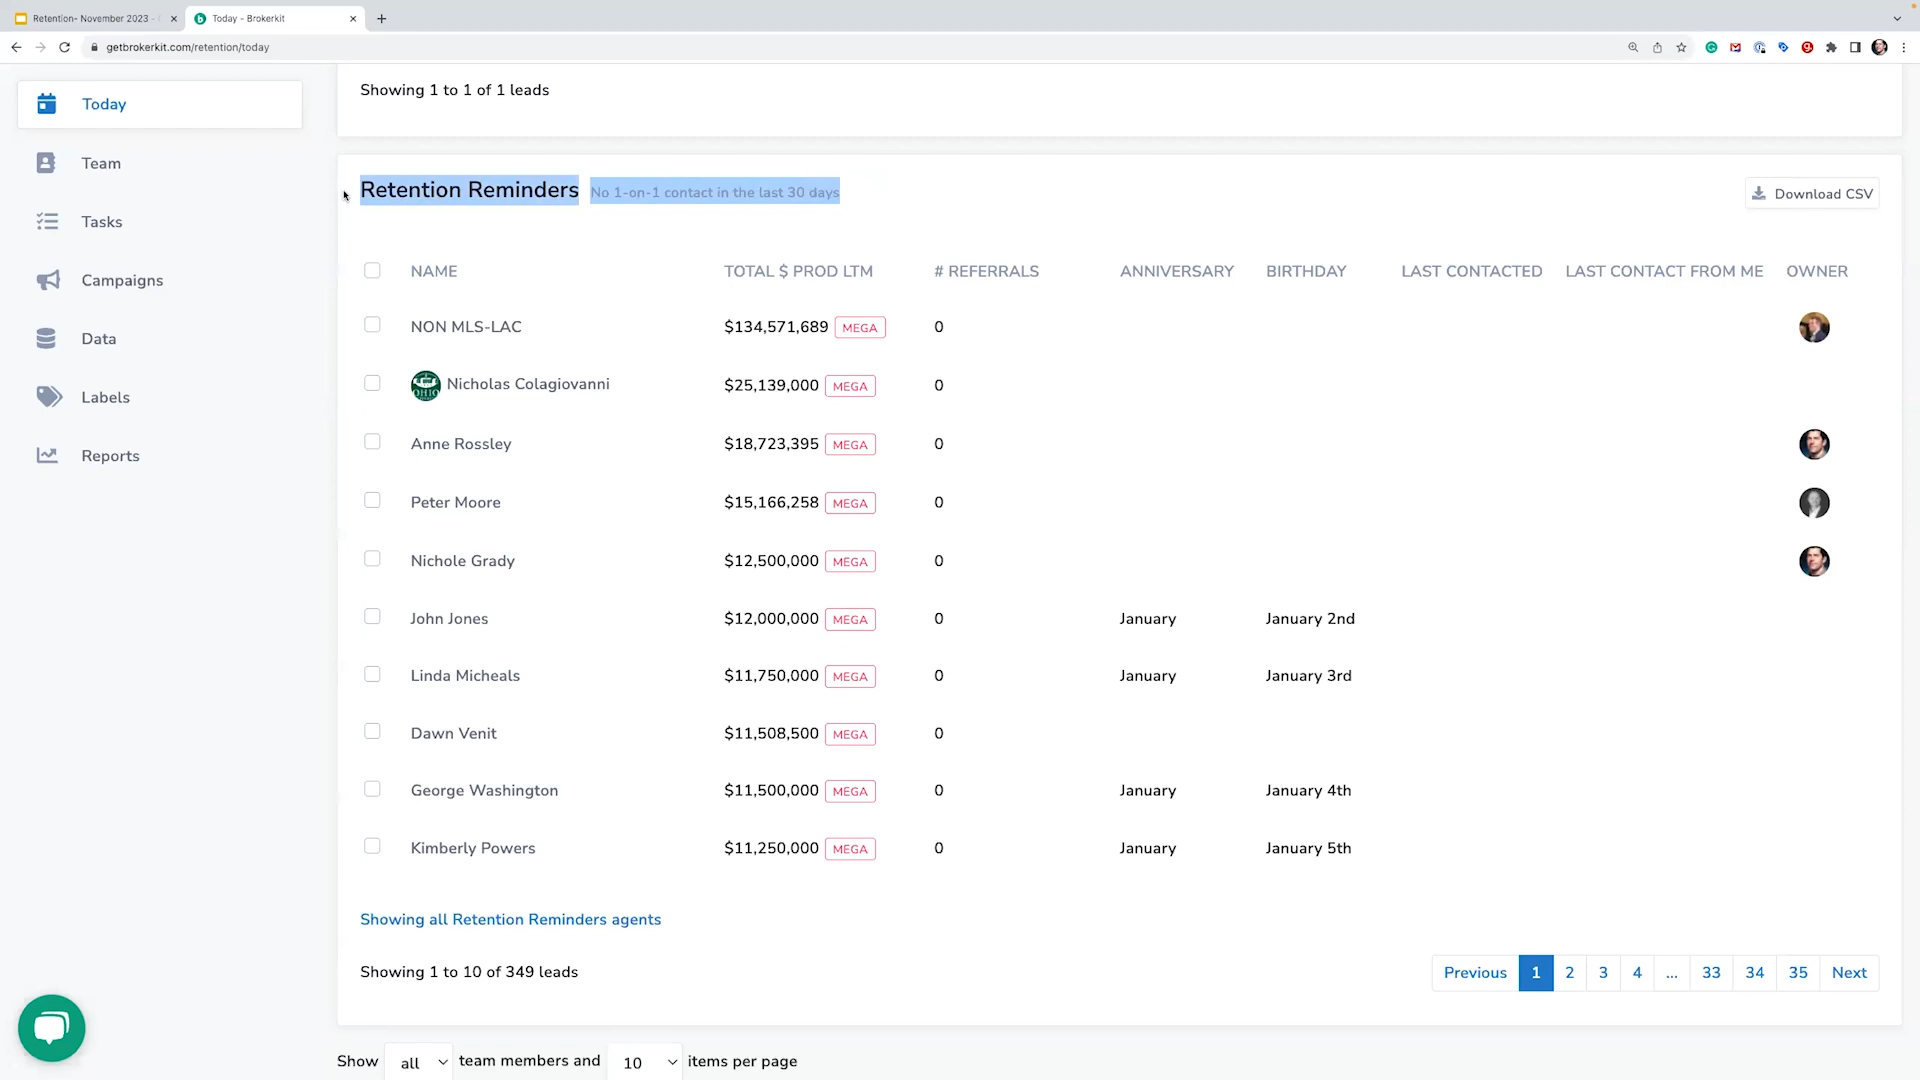 Retention- November 2023 -
Today - Brokerkit
getbrokerkit.com/retention/today
Today
Team
Tasks
Campaigns
Data
Labels
Reports
Showing 1 to 1 of 1 leads
Retention Reminders No 1-on-1 contact in the last 30 days
Download CSV
NAME TOTAL $ PROD LTM # REFERRALS ANNIVERSARY BIRTHDAY LAST CONTACTED LAST CONTACT FROM ME OWNER
NON MLS-LAC $134,571,689 MEGA 0
OHIO Nicholas Colagiovanni $25,139,000 MEGA 0
Anne Rossley $18,723,395 MEGA 0
Peter Moore $15,166,258 MEGA 0
Nichole Grady $12,500,000 MEGA 0
John Jones $12,000,000 MEGA 0 January January 2nd
Linda Micheals $11,750,000 MEGA 0 January January 3rd
Dawn Venit $11,508,500 MEGA 0
George Washington $11,500,000 MEGA 0 January January 4th
Kimberly Powers $11,250,000 MEGA 0 January January 5th
Showing all Retention Reminders agents
Showing 1 to 10 of 349 leads
Previous 1 2 3 4 ... 33 34 35 Next
Show all team members and 10 items per page